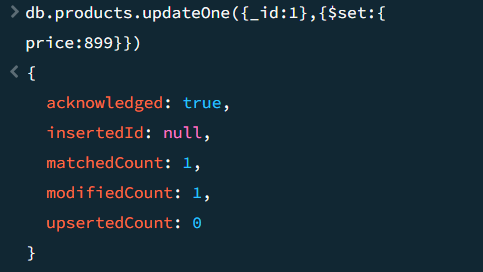 > db.products.updateOne({_id:1},{$set:{
price:899}})
< {
acknowledged: true,
insertedId: null,
matchedCount: 1,
modifiedCount: 1,
upsertedCount: 0
}